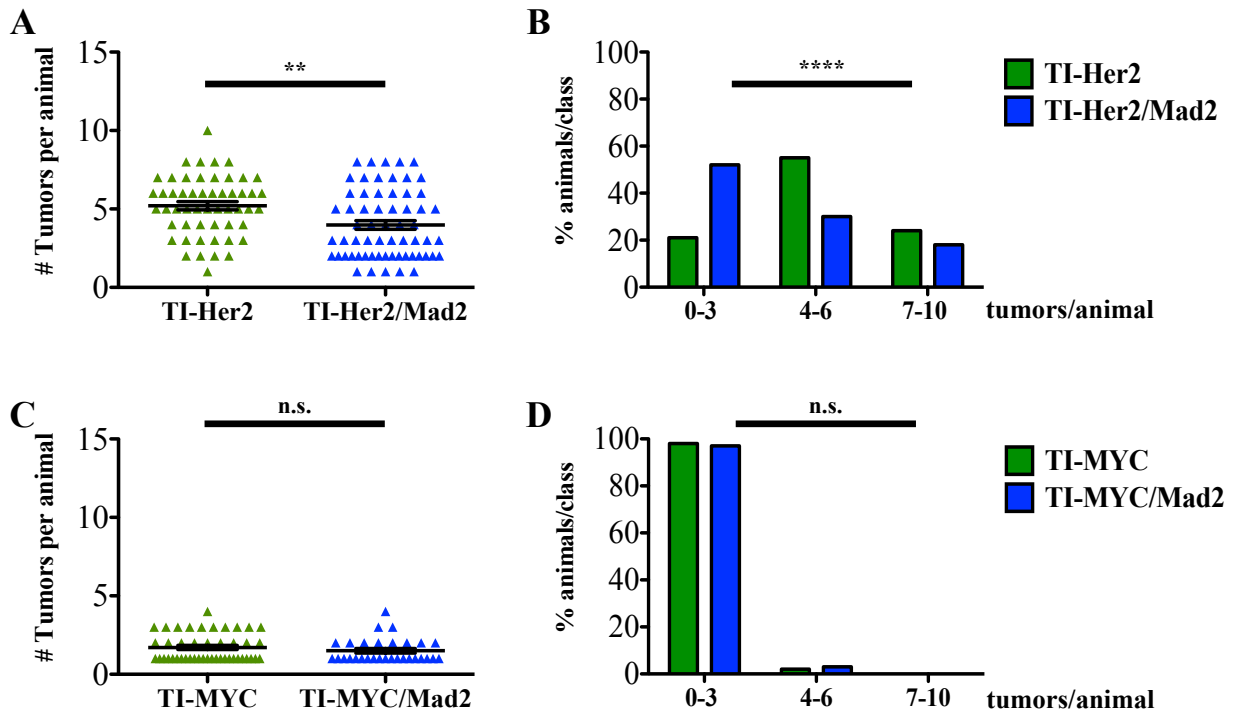 A
# Tumors per animal
15
10
5
0
**
TI-Her2 TI-Her2/Mad2
B
% animals/class
100
80
60
40
20
0
****
0-3 4-6 7-10 tumors/animal
TI-Her2
TI-Her2/Mad2
C
# Tumors per animal
15
10
5
0
n.s.
TI-MYC TI-MYC/Mad2
D
% animals/class
100
80
60
40
20
0
n.s.
0-3 4-6 7-10 tumors/animal
TI-MYC
TI-MYC/Mad2